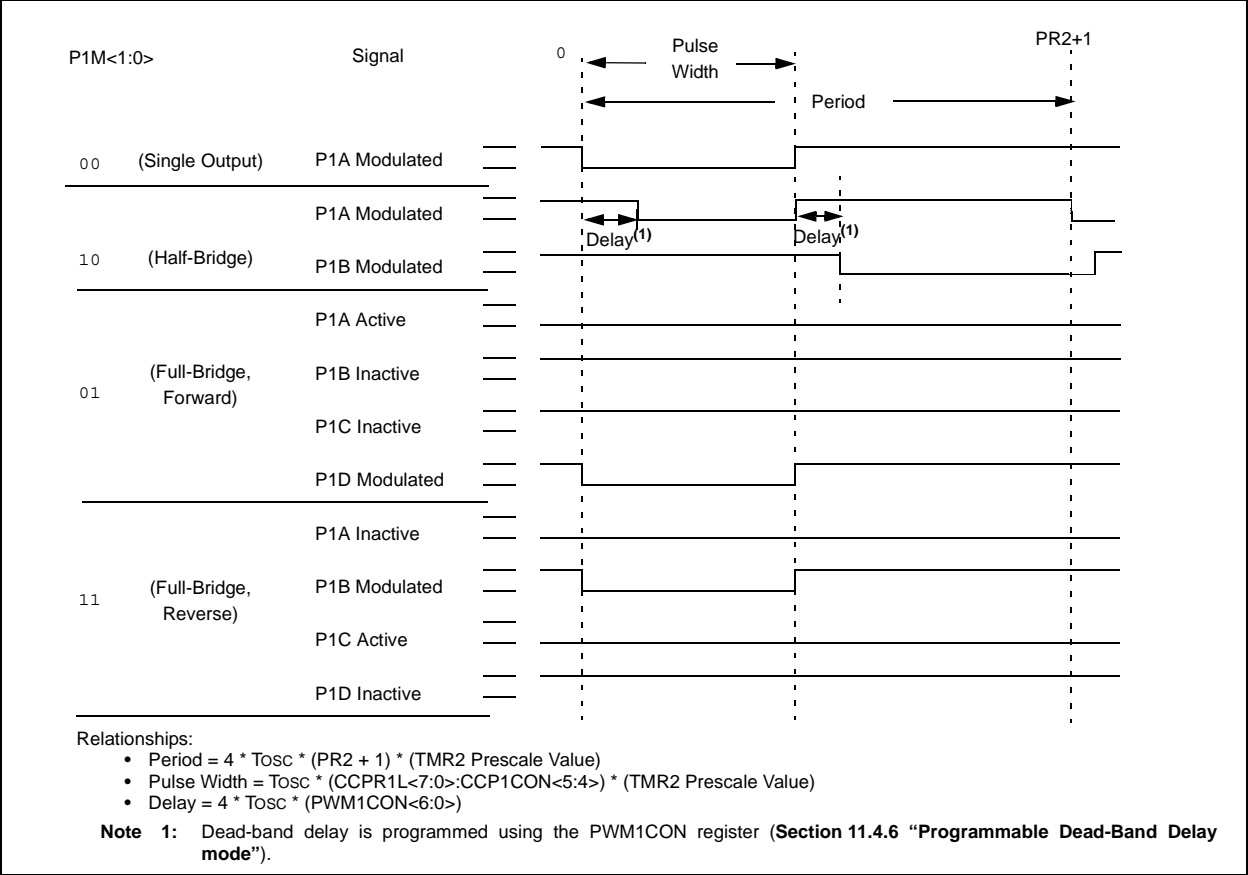 P1M<1:0>
Signal
0
Pulse
Width
PR2+1
Period
00
(Single Output)
P1A Modulated
P1A Modulated
Delay(1)
Delay(1)
10
(Half-Bridge)
P1B Modulated
P1A Active
01
(Full-Bridge,
Forward)
P1B Inactive
P1C Inactive
P1D Modulated
P1A Inactive
11
(Full-Bridge,
Reverse)
P1B Modulated
P1C Active
P1D Inactive
Relationships:
• Period = 4 * TOSC * (PR2 + 1) * (TMR2 Prescale Value)
• Pulse Width = TOSC * (CCPR1L<7:0>:CCP1CON<5:4>) * (TMR2 Prescale Value)
• Delay = 4 * TOSC * (PWM1CON<6:0>)
Note 1: Dead-band delay is programmed using the PWM1CON register (Section 11.4.6 “Programmable Dead-Band Delay
mode”).